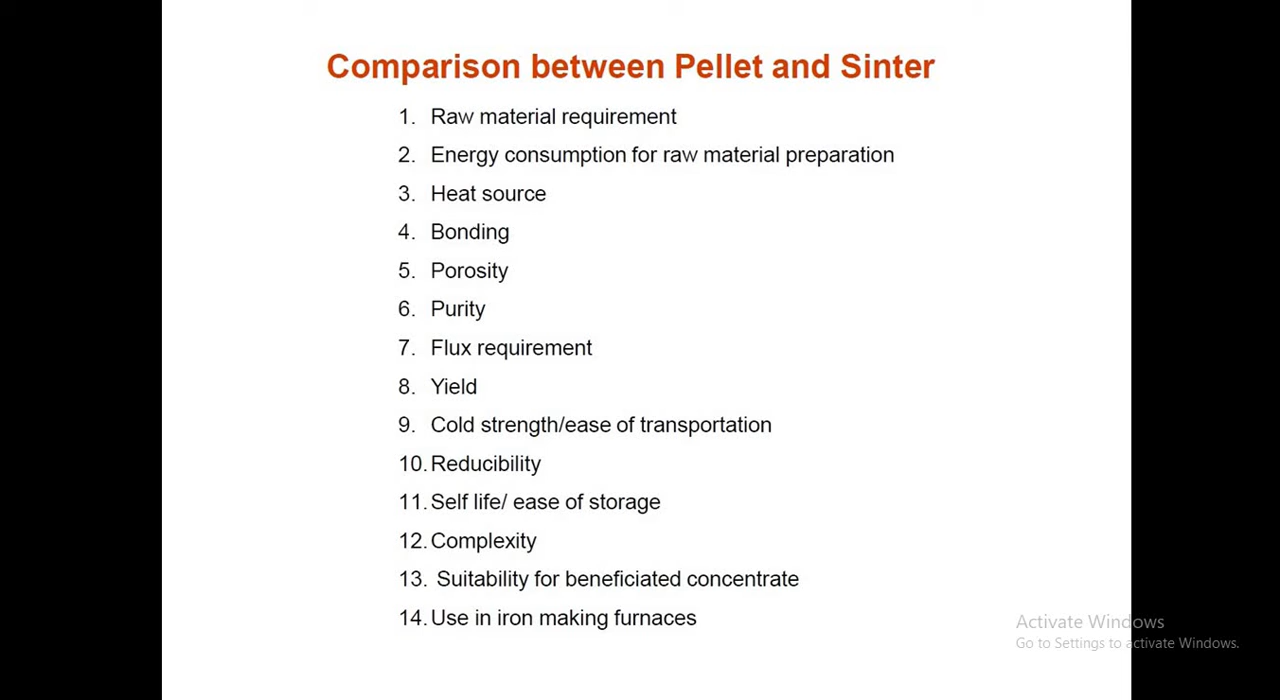 Comparison between Pellet and Sinter
1. Raw material requirement
2. Energy consumption for raw material preparation
3. Heat source
4. Bonding
5. Porosity
6. Purity
7. Flux requirement
8. Yield
9. Cold strength/ease of transportation
10. Reducibility
11. Self life/ ease of storage
12. Complexity
13. Suitability for beneficiated concentrate
14. Use in iron making furnaces
Activate Windows
Go to Settings to activate Windows.